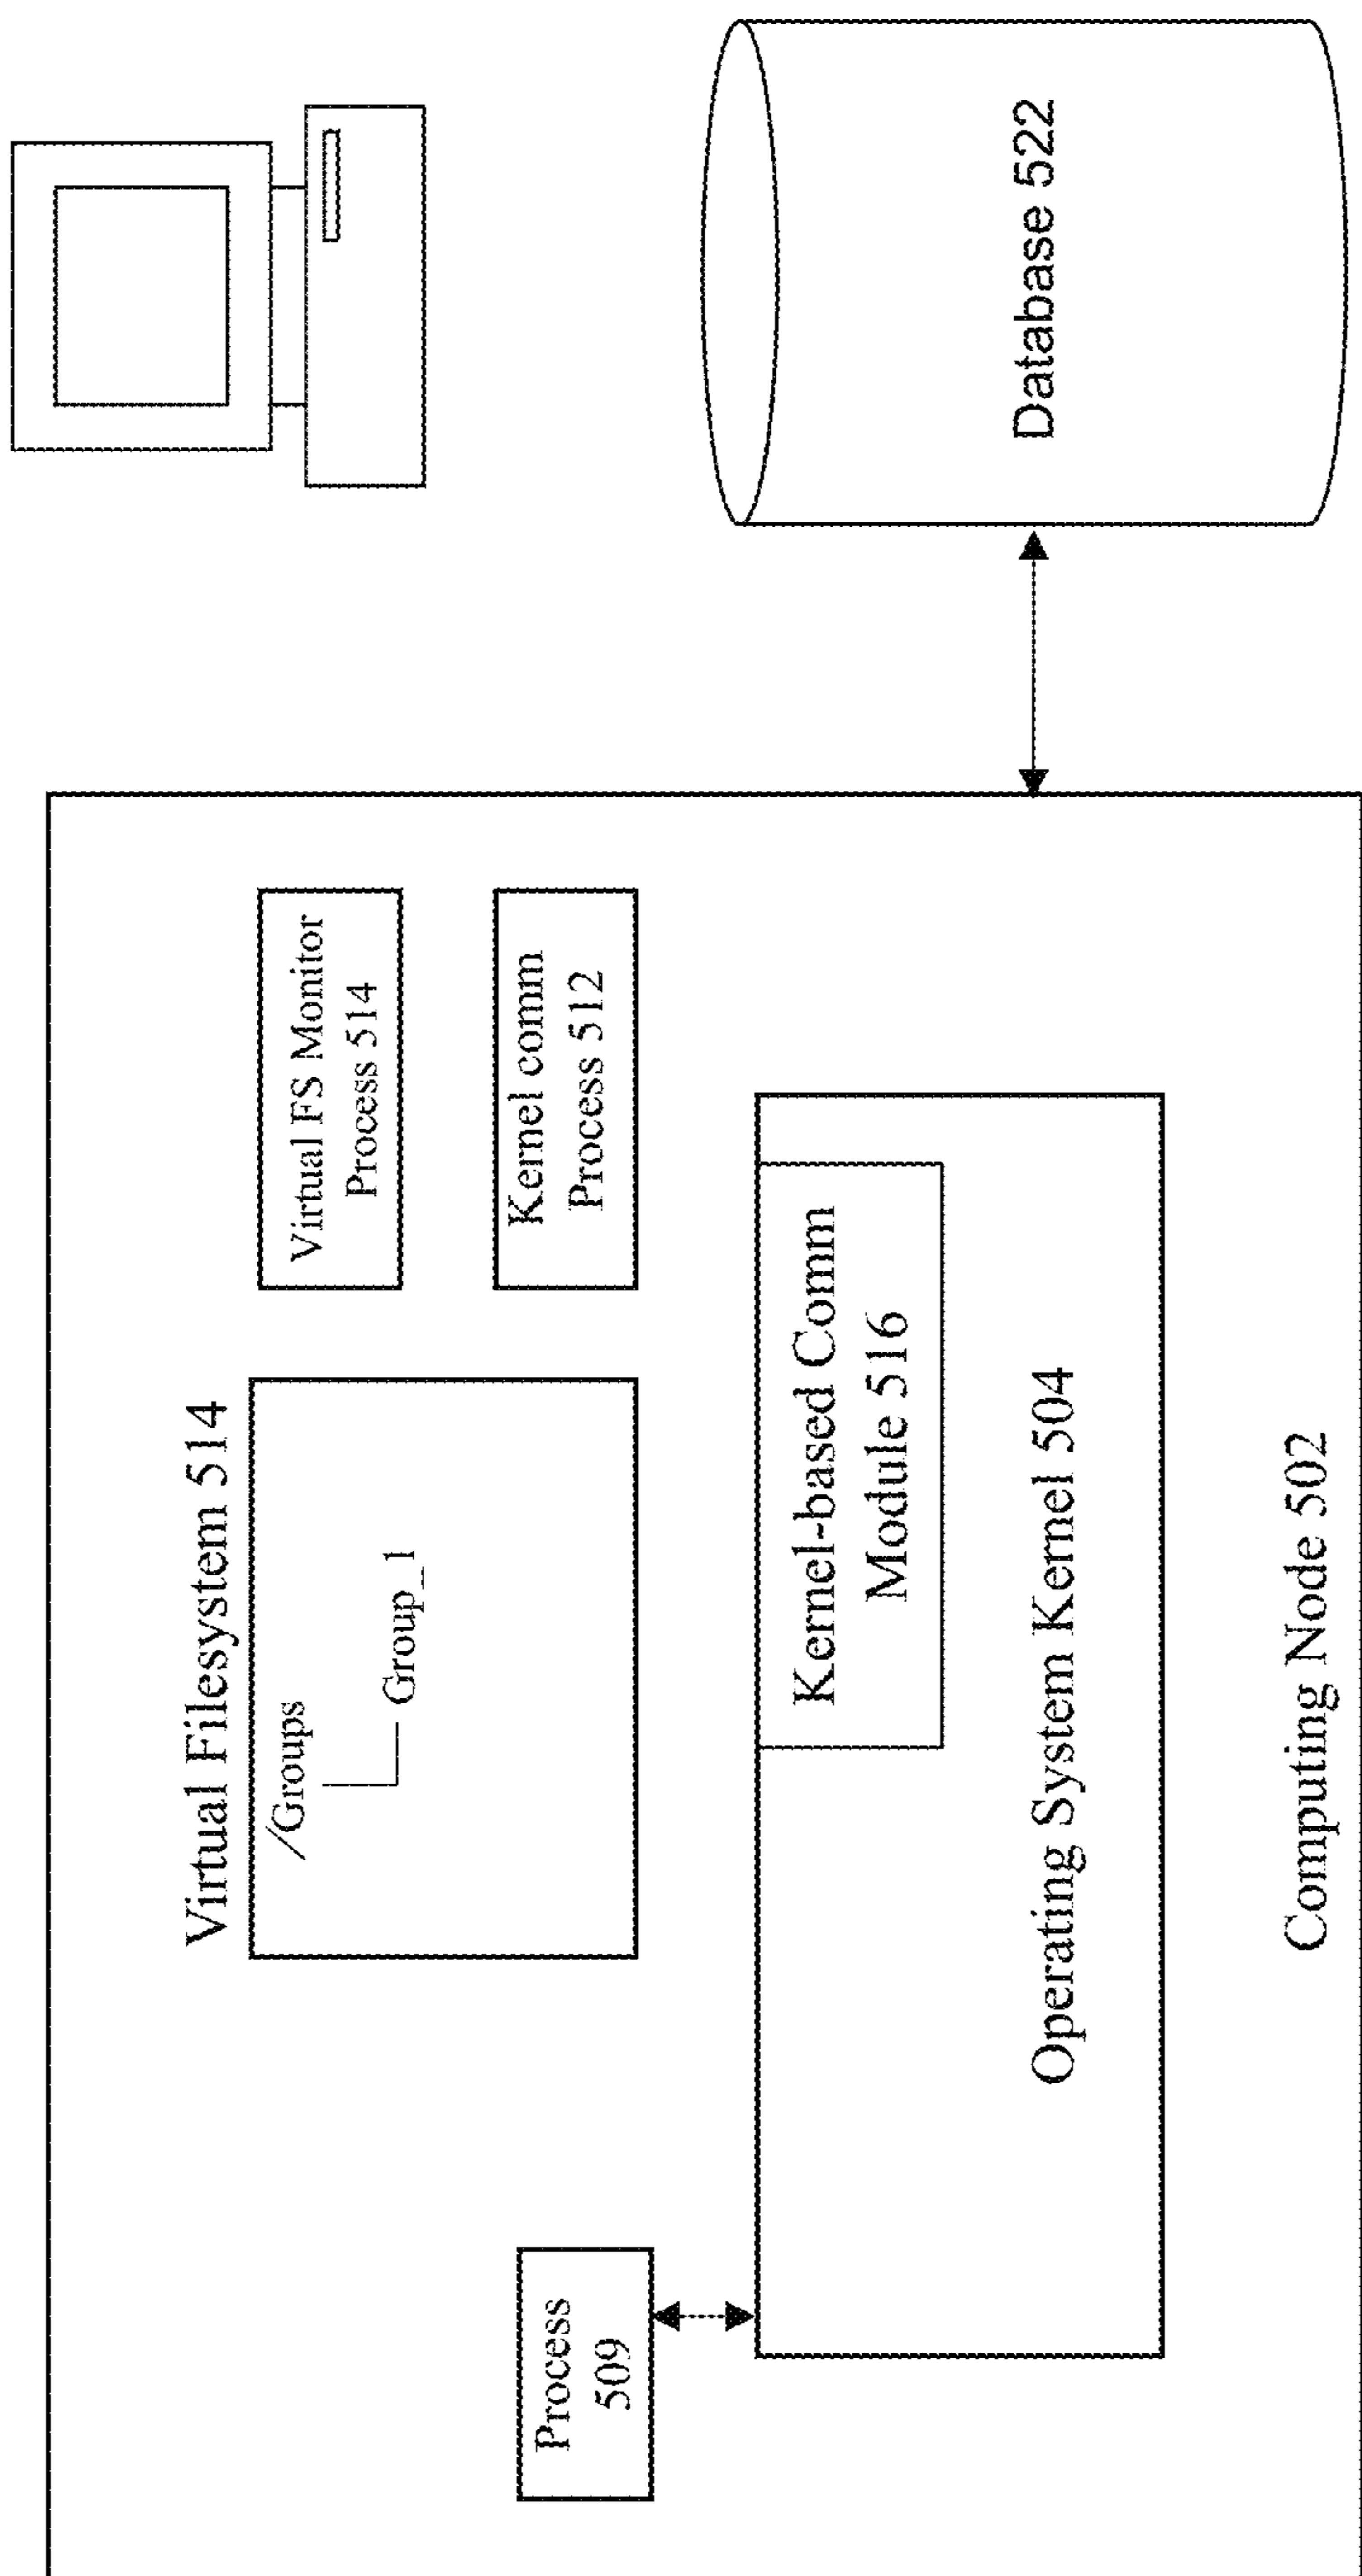 Virtual Filesystem 514
/Groups
Group_1
Virtual FS Monitor
Process 514
Kernel comm
Process 512
Process
509
Kernel-based Comm
Module 516
Operating System Kernel 504
Computing Node 502
Database 522